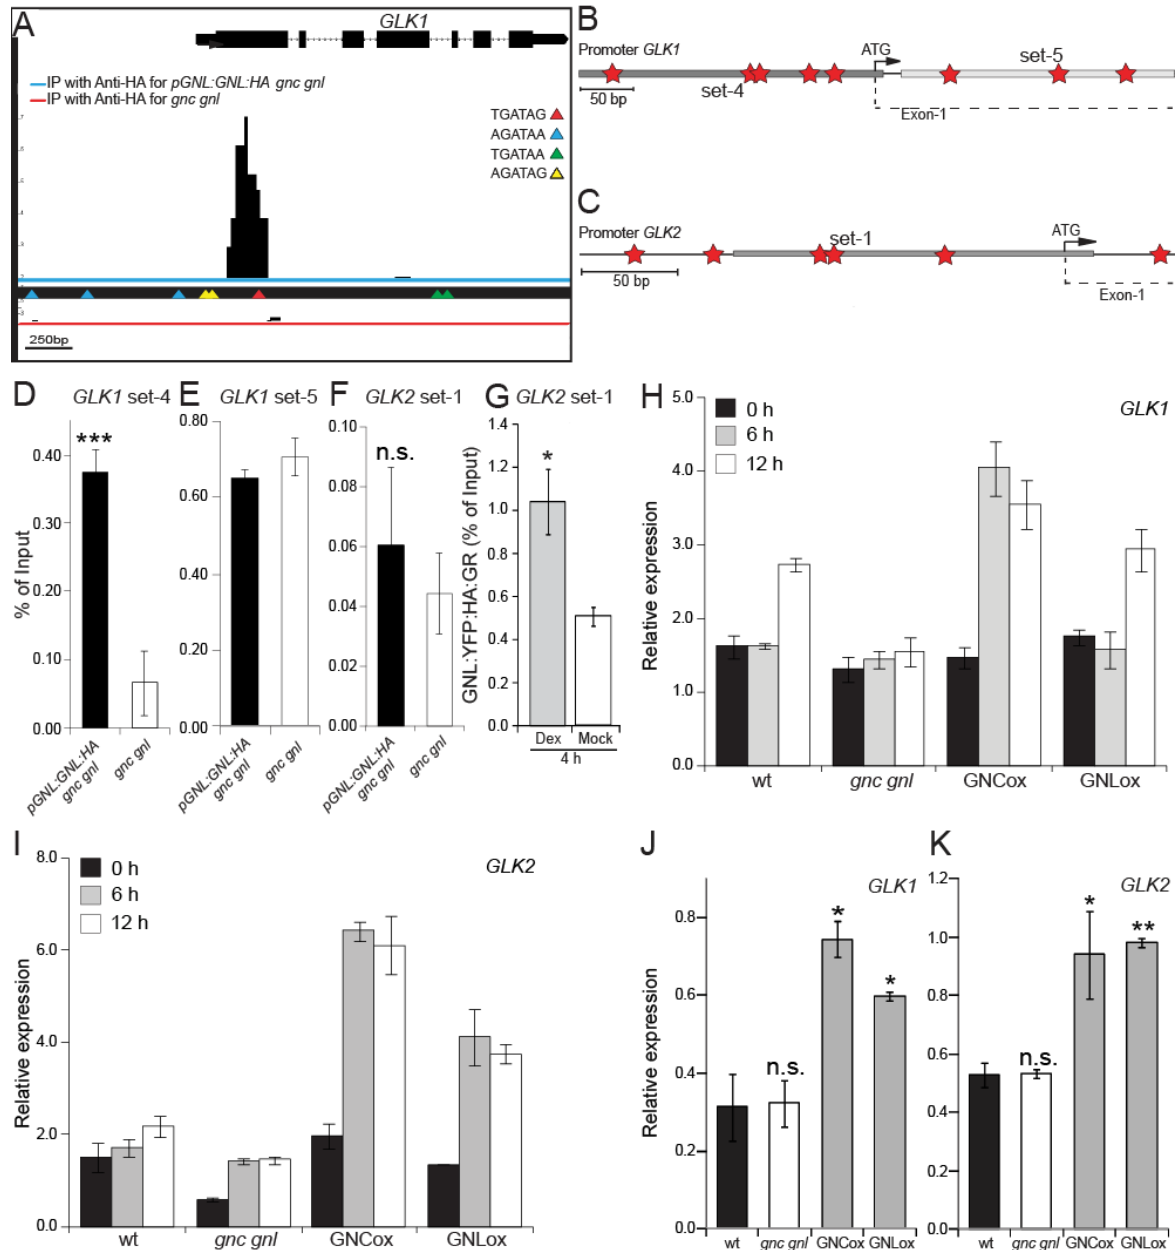 A
GLK1
IP with Anti-HA for pGNL:GNL:HA gnc gnl
IP with Anti-HA for gnc gnl
TGATAG
AGATAA
TGATAA
AGATAG
250bp
B
Promoter GLK1
ATG
set-5
set-4
50 bp
Exon-1
C
Promoter GLK2
ATG
set-1
50 bp
Exon-1
D
GLK1 set-4
***
% of Input
0.40
0.30
0.20
0.10
0.00
pGNL:GNL:HA
gnc gnl
gnc gnl
E
GLK1 set-5
0.80
0.60
0.40
0.20
0.00
pGNL:GNL:HA
gnc gnl
gnc gnl
F
GLK2 set-1
n.s.
0.10
0.08
0.06
0.04
0.02
0.00
pGNL:GNL:HA
gnc gnl
gnc gnl
G
GLK2 set-1
GNL:YFP:HA:GR (% of Input)
1.4
1.2
1.0
0.8
0.6
0.4
0.2
0.0
*
Dex
Mock
4 h
H
GLK1
0 h
6 h
12 h
Relative expression
5.0
4.0
3.0
2.0
1.0
0.0
wt
gnc gnl
GNCox
GNLox
I
GLK2
0 h
6 h
12 h
Relative expression
8.0
6.0
4.0
2.0
0.0
wt
gnc gnl
GNCox
GNLox
J
GLK1
Relative expression
0.8
0.6
0.4
0.2
0.0
n.s.
*
*
wt
gnc gnl
GNCox
GNLox
K
GLK2
1.2
1.0
0.8
0.6
0.4
0.2
0.0
n.s.
*
**
wt
gnc gnl
GNCox
GNLox